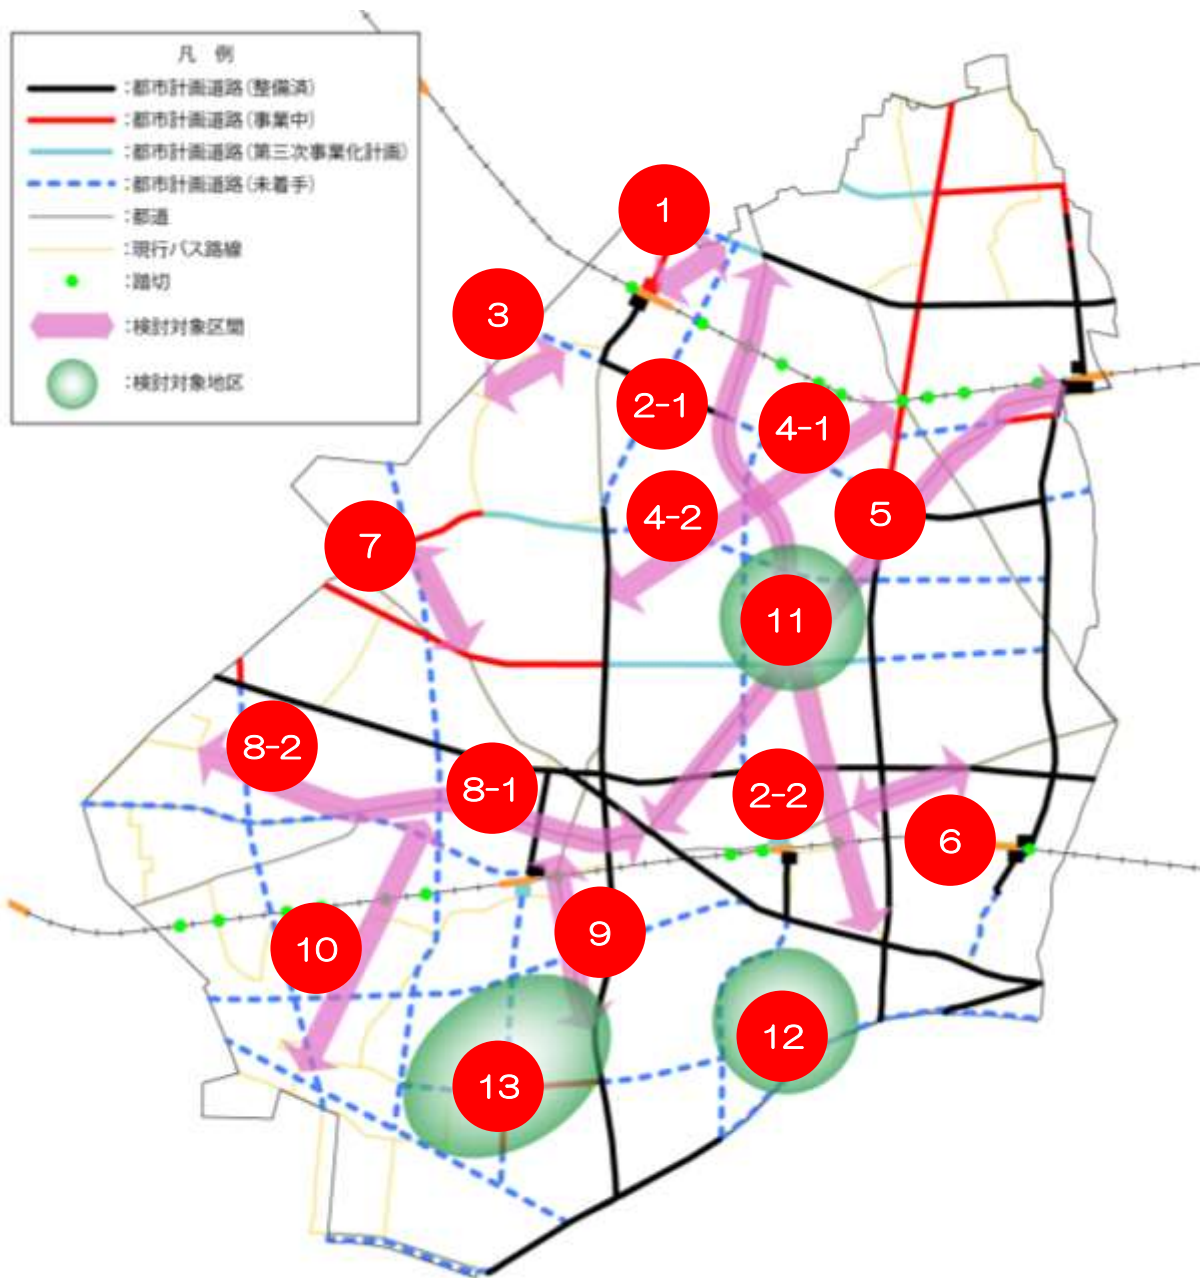 凡 例
:都市計画道路(整備済)
:都市計画道路(事業中)
:都市計画道路(第三次事業化計画)
:都市計画道路(未着手)
:都道
:現行バス路線
:踏切
:検討対象区間
:検討対象地区
1
3
2-1
4-1
4-2
5
7
11
8-2
8-1
2-2
6
9
10
12
13